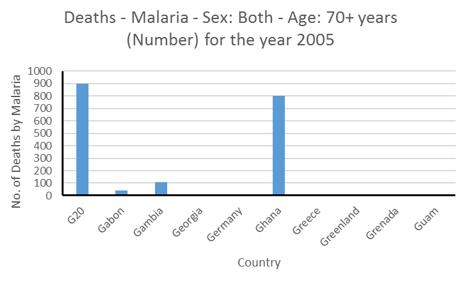 Deaths - Malaria - Sex: Both - Age: 70+ years
(Number) for the year 2005
No. of Deaths by Malaria
1000
900
800
700
600
500
400
300
200
100
0
G20
Gabon
Gambia
Georgia
Germany
Ghana
Greece
Greenland
Grenada
Guam
Country